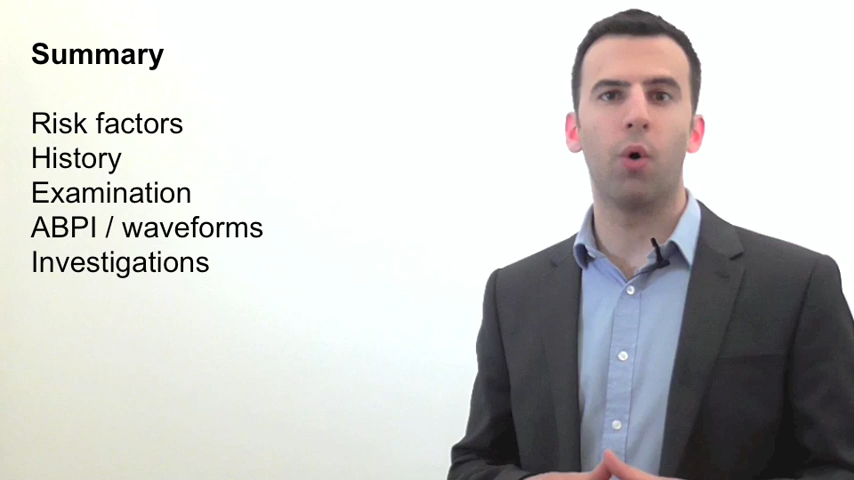 Summary
Risk factors
History
Examination
ABPI / waveforms
Investigations